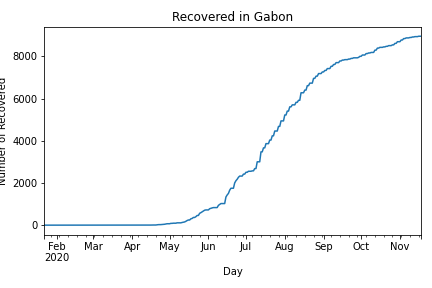 Recovered in Gabon
Number of Recovered
8000
6000
4000
2000
0
Feb Mar Apr May Jun Jul Aug Sep Oct Nov
2020
Day